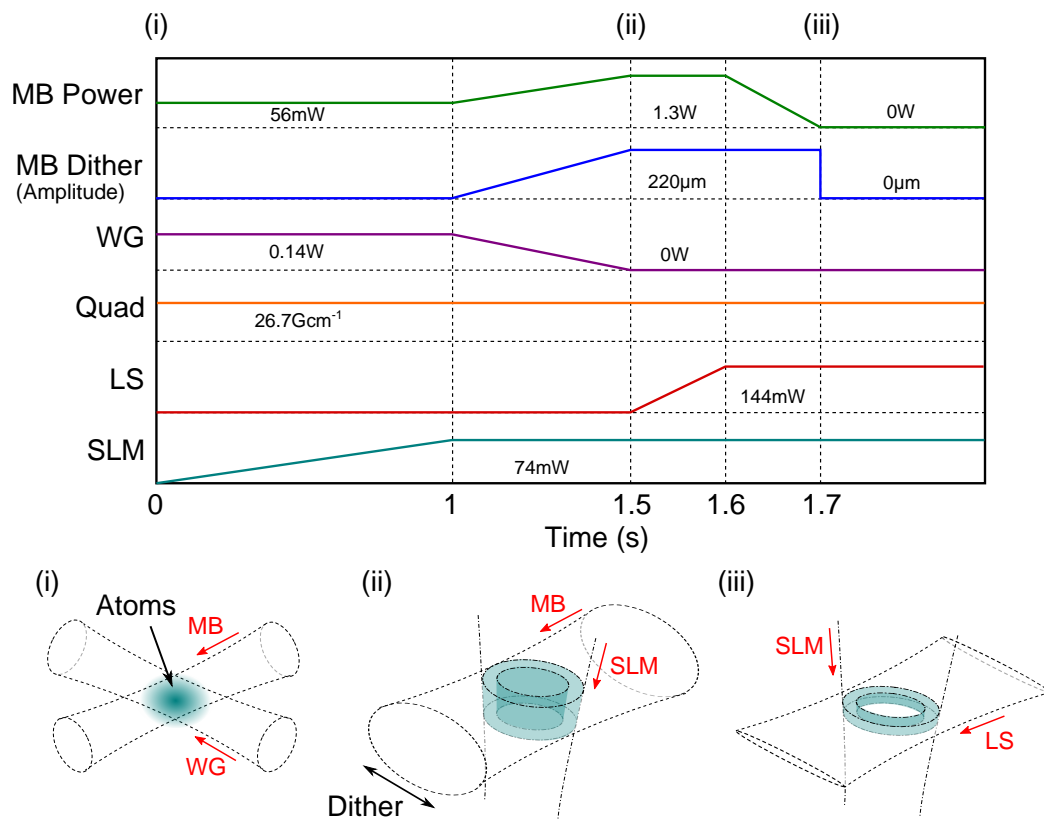 (i) (ii) (iii)
MB Power
56mW 1.3W 0W
MB Dither
(Amplitude)
220µm 0µm
WG
0.14W 0W
Quad
26.7Gcm⁻¹
LS
144mW
SLM
74mW
0 1 1.5 1.6 1.7
Time (s)
(i) (ii) (iii)
Atoms
MB
WG
MB
SLM
Dither
SLM
LS